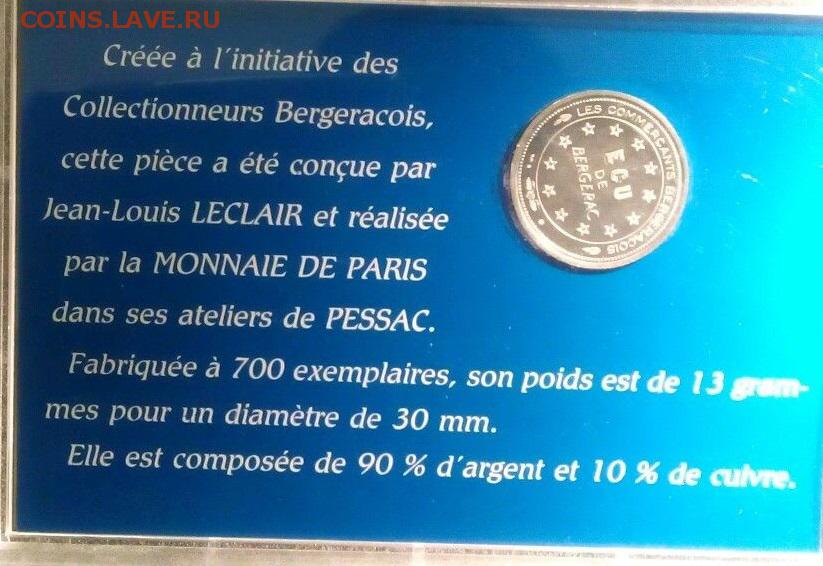 COINS.LAVE.RU
Créée à l'initiative des
Collectionneurs Bergeracois,
cette pièce a été conçue par
Jean-Louis LECLAIR et réalisée
par la MONNAIE DE PARIS
dans ses ateliers de PESSAC.
Fabriquée à 700 exemplaires, son poids est de 13 gram-
mes pour un diamètre de 30 mm.
Elle est composée de 90 % d'argent et 10 % de cuivre.
LES COMMERÇANTS BERGERACOIS
ECU
DE
BERGERAC